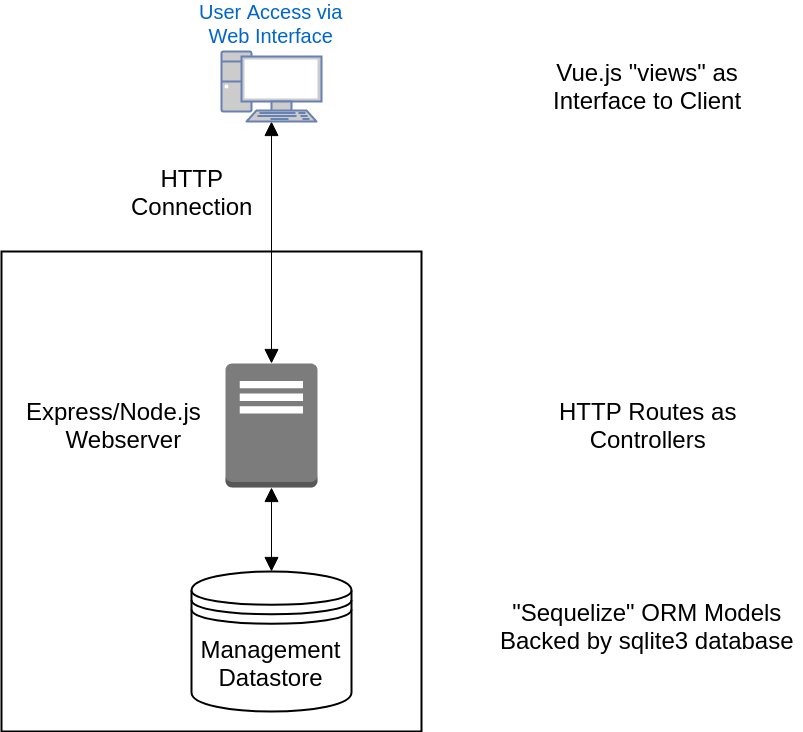 User Access via
Web Interface
Vue.js "views" as
Interface to Client
HTTP
Connection
Express/Node.js
Webserver
HTTP Routes as
Controllers
"Sequelize" ORM Models
Backed by sqlite3 database
Management
Datastore